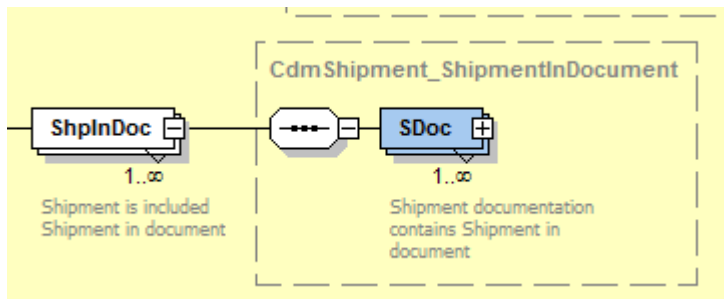 CdmShipment_ShipmentInDocument
ShpInDoc
SDoc
1..∞
1..∞
Shipment is included
Shipment in document
Shipment documentation
contains Shipment in
document